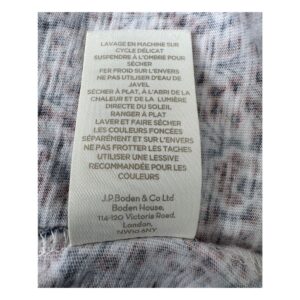 LAVAGE EN MACHINE SUR
CYCLE DÉLICAT
SUSPENDRE À L'OMBRE POUR
SÉCHER
FER FROID SUR L'ENVERS
NE PAS UTILISER D'EAU DE
JAVEL
SÉCHER À PLAT, À L'ABRI DE LA
CHALEUR ET DE LA LUMIÈRE
DIRECTE DU SOLEIL
RANGER À PLAT
LAVER ET FAIRE SÉCHER
LES COULEURS FONCÉES
SÉPARÉMENT ET SUR L'ENVERS
NE PAS FROTTER LES TACHES
UTILISER UNE LESSIVE
RECOMMANDÉE POUR LES
COULEURS
J.P.Boden & Co Ltd
Boden House,
114-120 Victoria Road,
London,
NW10 6NY